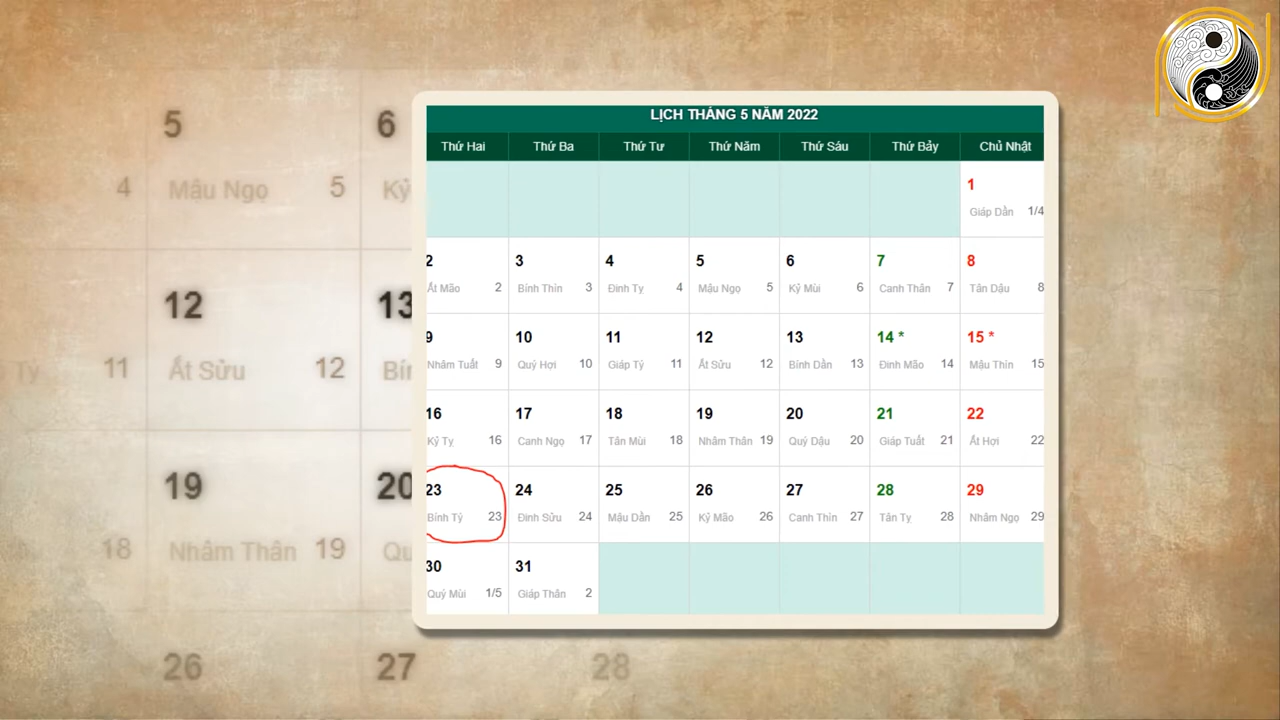 LỊCH THÁNG 5 NĂM 2022
Thứ Hai Thứ Ba Thứ Tư Thứ Năm Thứ Sáu Thứ Bảy Chủ Nhật
1
Giáp Dần 1/4
2 3 4 5 6 7 8
Ất Mão 2 Bính Thìn 3 Đinh Tỵ 4 Mậu Ngọ 5 Kỷ Mùi 6 Canh Thân 7 Tân Dậu 8
9 10 11 12 13 14 * 15 *
Nhâm Tuất 9 Quý Hợi 10 Giáp Tý 11 Ất Sửu 12 Bính Dần 13 Đinh Mão 14 Mậu Thìn 15
16 17 18 19 20 21 22
Kỷ Tỵ 16 Canh Ngọ 17 Tân Mùi 18 Nhâm Thân 19 Quý Dậu 20 Giáp Tuất 21 Ất Hợi 22
23 24 25 26 27 28 29
Bính Tý 23 Đinh Sửu 24 Mậu Dần 25 Kỷ Mão 26 Canh Thìn 27 Tân Tỵ 28 Nhâm Ngọ 29
30 31
Quý Mùi 1/5 Giáp Thân 2
5 6
4 Mậu Ngọ 5 Kỷ
12 13
Tý 11 Ất Sửu 12
19 20
18 Nhâm Thân 19
26 27 28